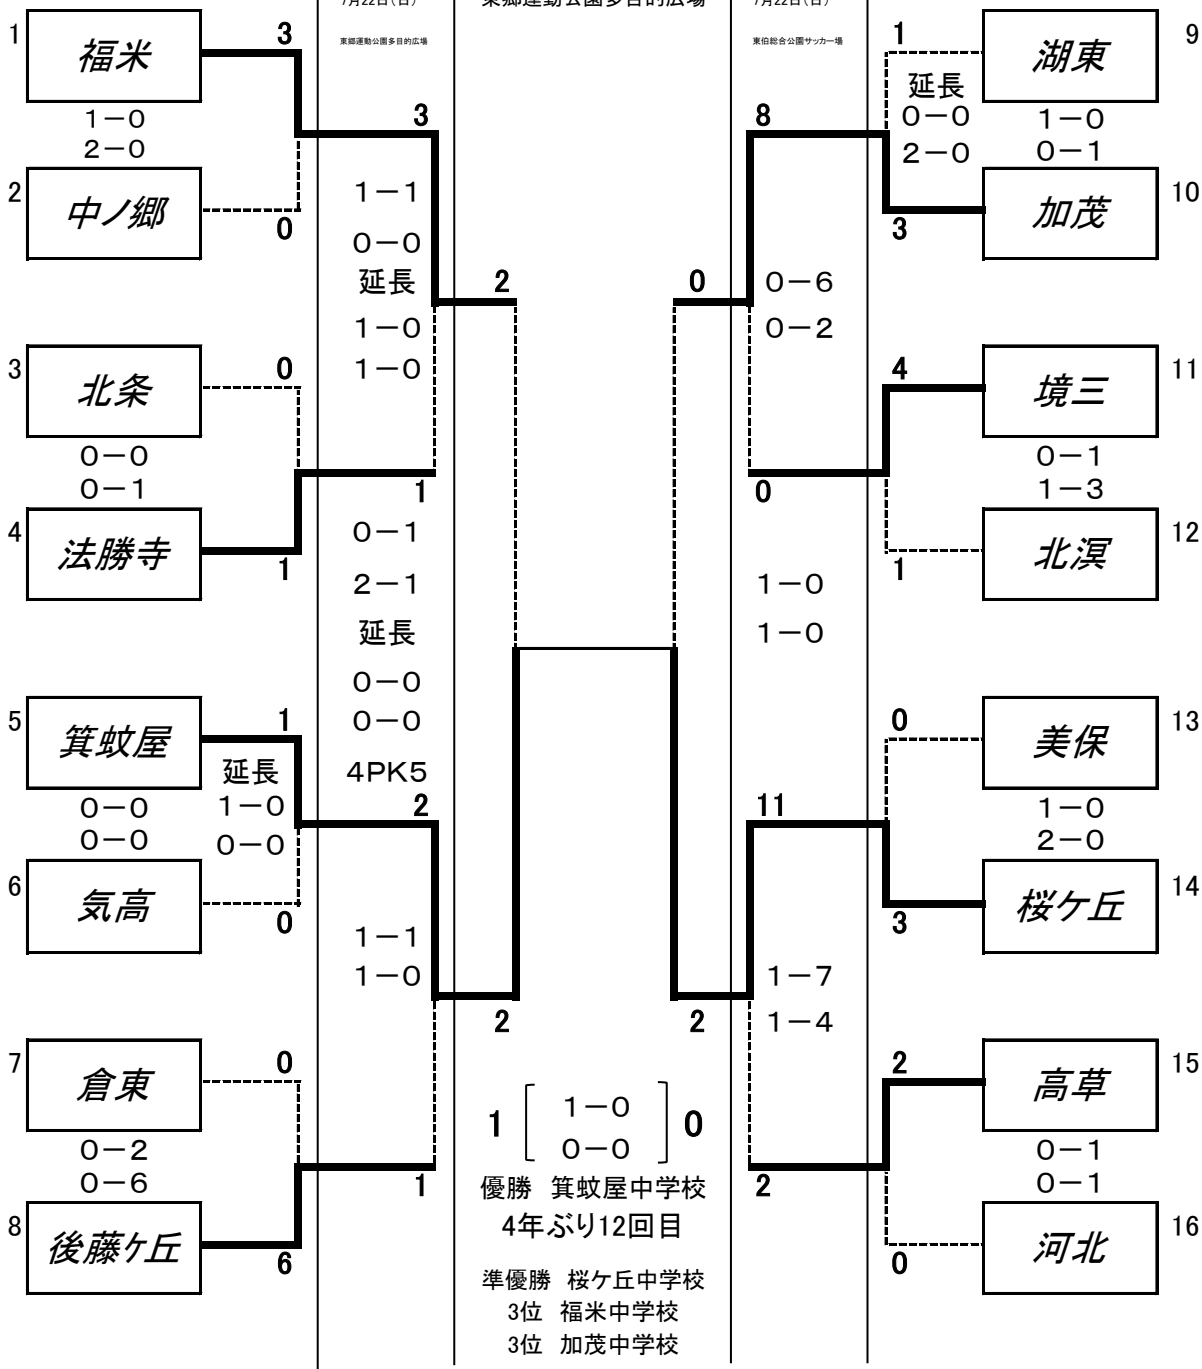 7月22日(日)
東郷運動公園多目的広場
7月22日(日)
東郷運動公園多目的広場
東伯総合公園サッカー場
1
福米
3
1-0
2-0
2
中ノ郷
0
3
北条
0
0-0
0-1
4
法勝寺
1
5
箕蚊屋
1
延長
0-0
1-0
0-0
0-0
6
気高
0
7
倉東
0
0-2
0-6
8
後藤ケ丘
6
3
1-1
0-0
延長
1-0
1-0
1
0-1
2-1
延長
0-0
0-0
4PK5
2
1-1
1-0
1
2
2
0
2
1
1-0
0-0
0
優勝 箕蚊屋中学校
4年ぶり12回目
準優勝 桜ケ丘中学校
3位 福米中学校
3位 加茂中学校
8
0-6
0-2
0
1-0
1-0
11
1-7
1-4
2
1
湖東
9
延長
0-0
2-0
1-0
0-1
3
加茂
10
4
境三
11
0-1
1-3
1
北溟
12
0
美保
13
1-0
2-0
3
桜ケ丘
14
2
高草
15
0-1
0-1
0
河北
16